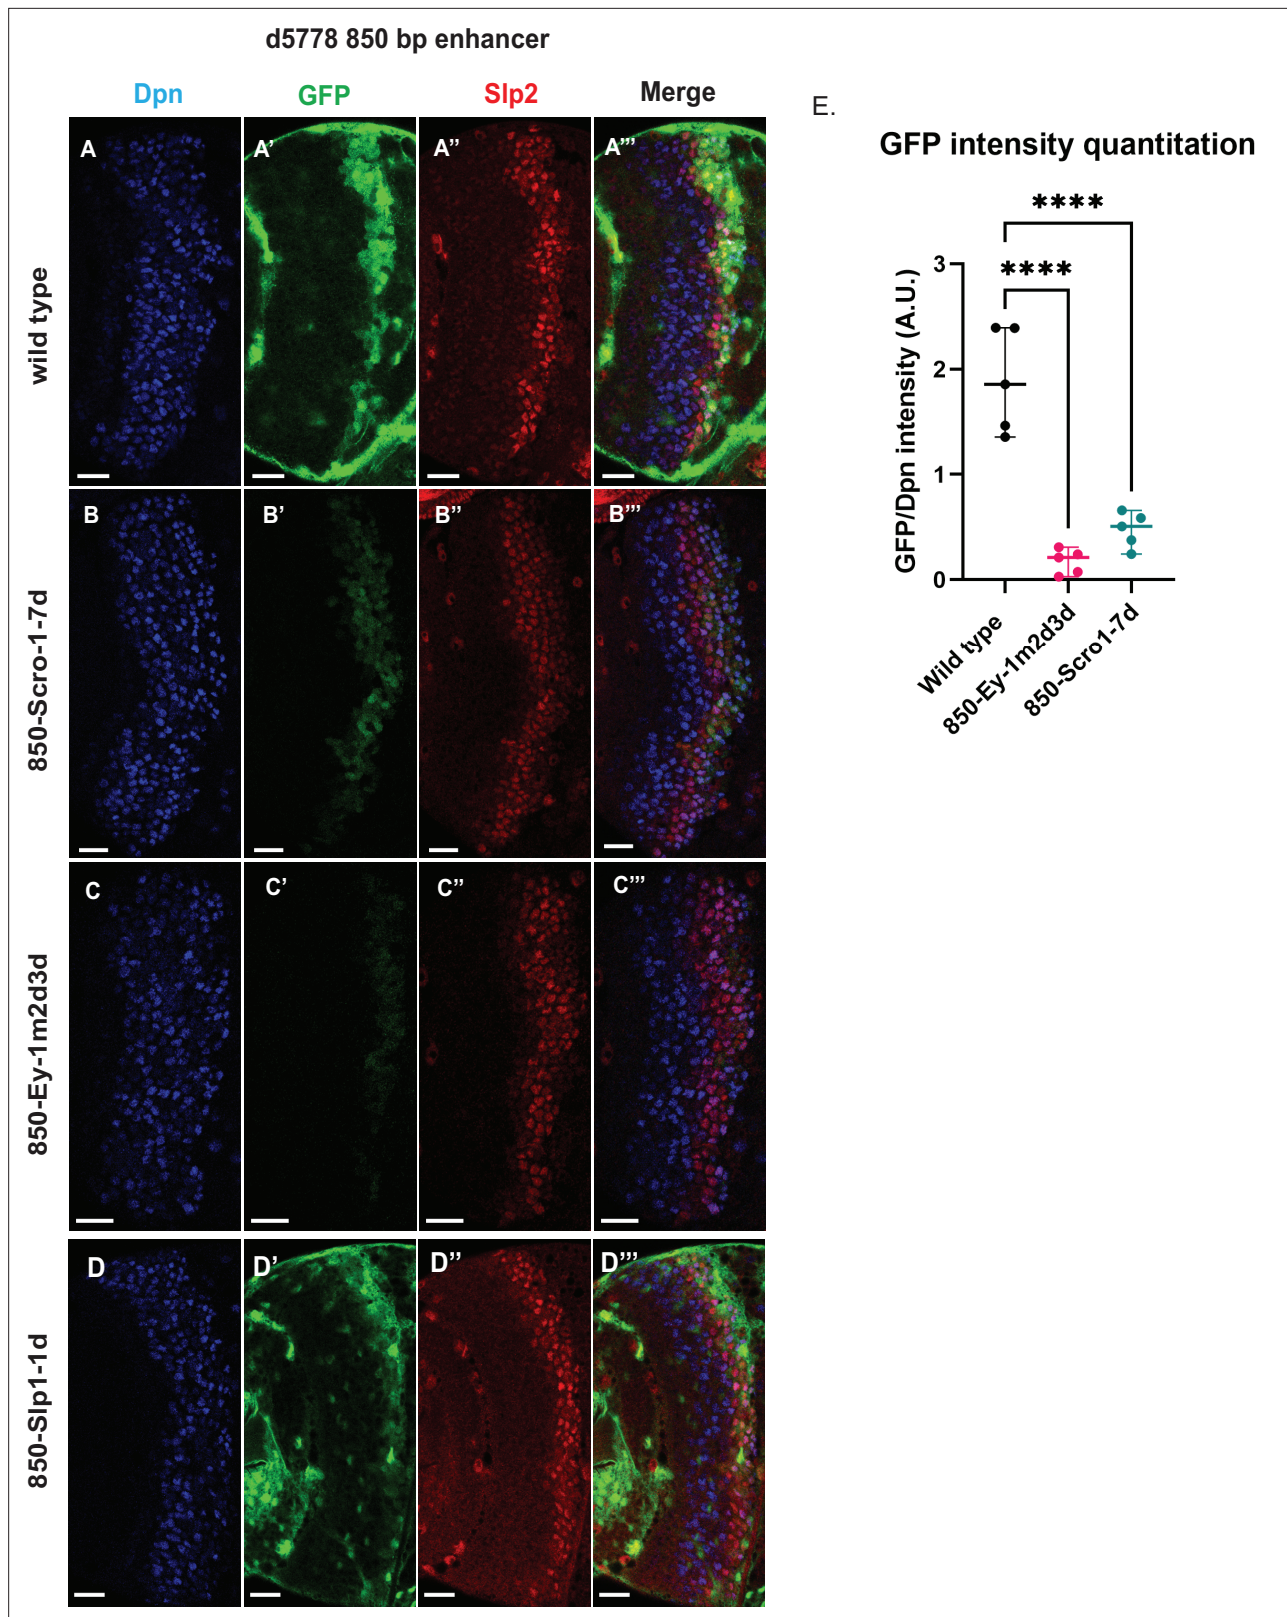 d5778 850 bp enhancer
Dpn GFP Slp2 Merge
wild type
A A' A'' A'''
850-Scro-1-7d
B B' B'' B'''
850-Ey-1m2d3d
C C' C'' C'''
850-Slp1-1d
D D' D'' D'''
E.
GFP intensity quantitation
****
****
GFP/Dpn intensity (A.U.)
3
2
1
0
Wild type
850-Ey-1m2d3d
850-Scro1-7d